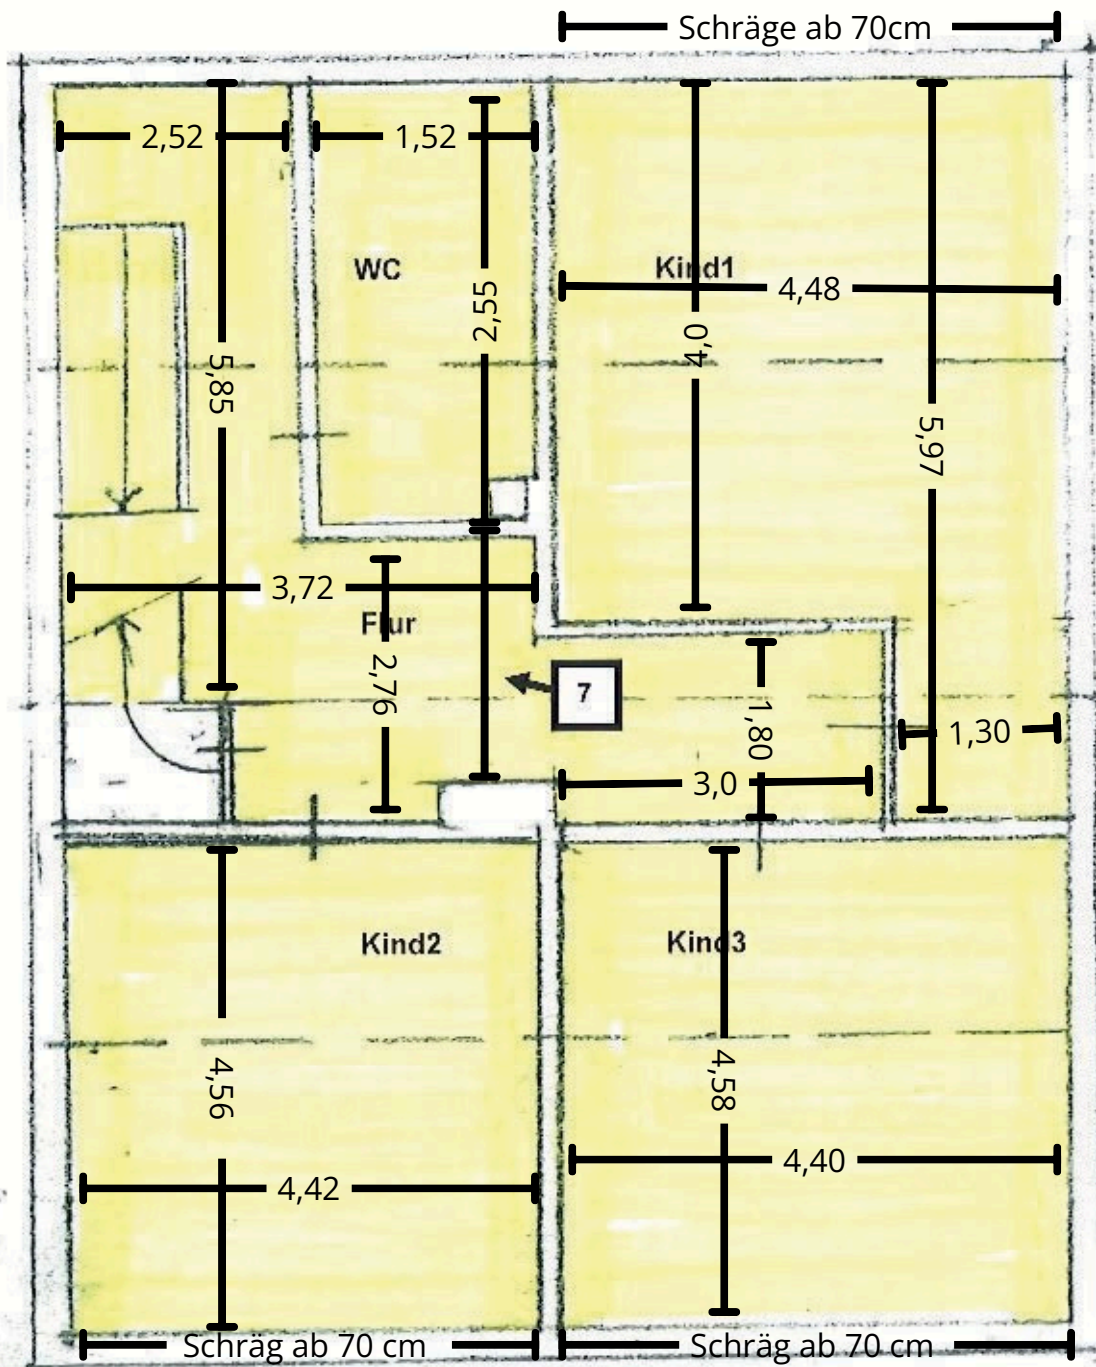 Schräge ab 70cm
2,52
1,52
WC
Kind1
4,48
2,55
4,0
5,85
5,97
3,72
Flur
2,76
7
1,80
1,30
3,0
Kind2
Kind3
4,56
4,58
4,40
4,42
Schräg ab 70 cm
Schräg ab 70 cm